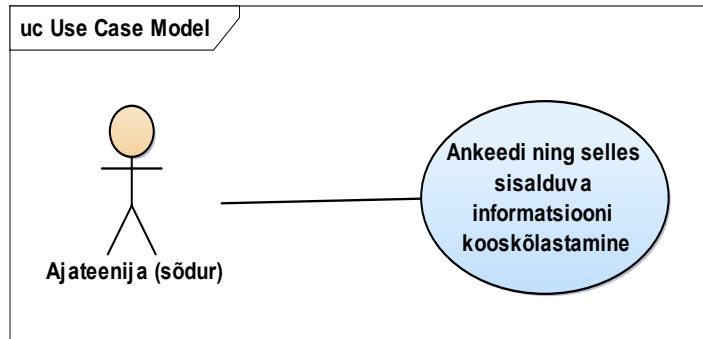 uc Use Case Model
Ankeedi ning selles
sisalduva
informatsiooni
kooskõlastamine
Ajateenija (sõdur)